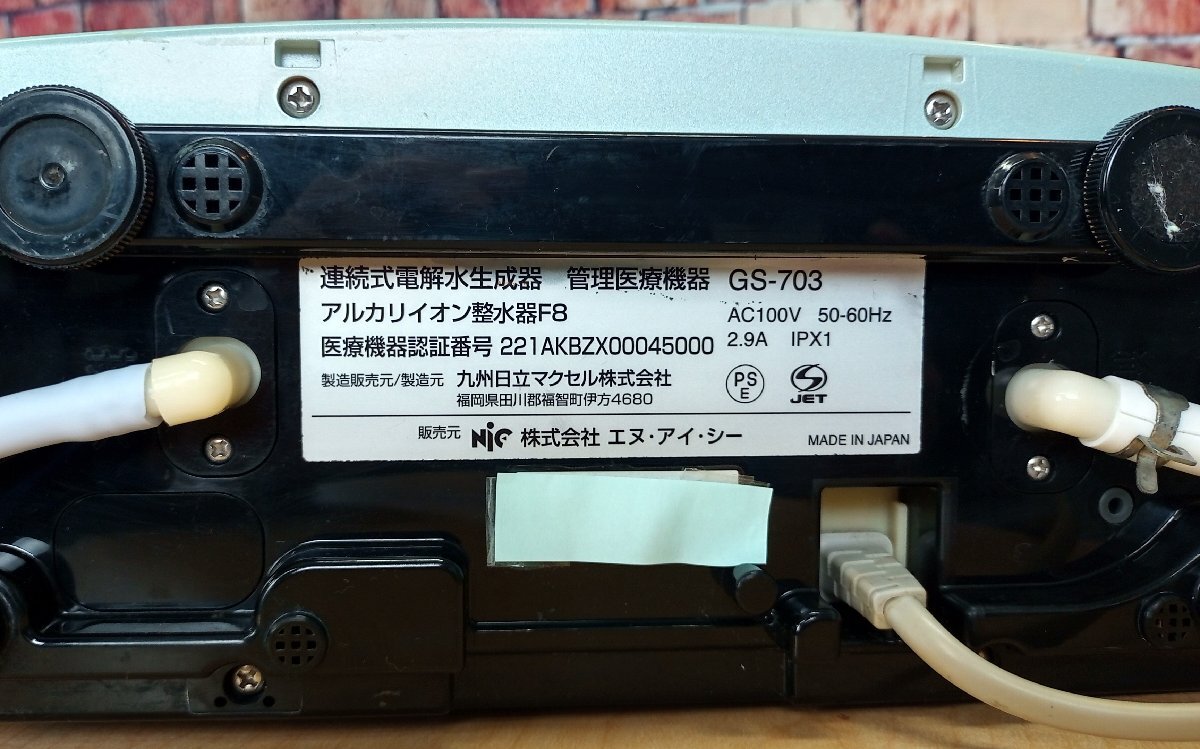 連続式電解水生成器 管理医療機器 GS-703
アルカリイオン整水器F8
AC100V 50-60Hz
2.9A IPX1
医療機器認証番号 221AKBZX00045000
製造販売元/製造元 九州日立マクセル株式会社
福岡県田川郡福智町伊方4680
PS
E
JET
販売元 NiC 株式会社 エヌ・アイ・シー
MADE IN JAPAN